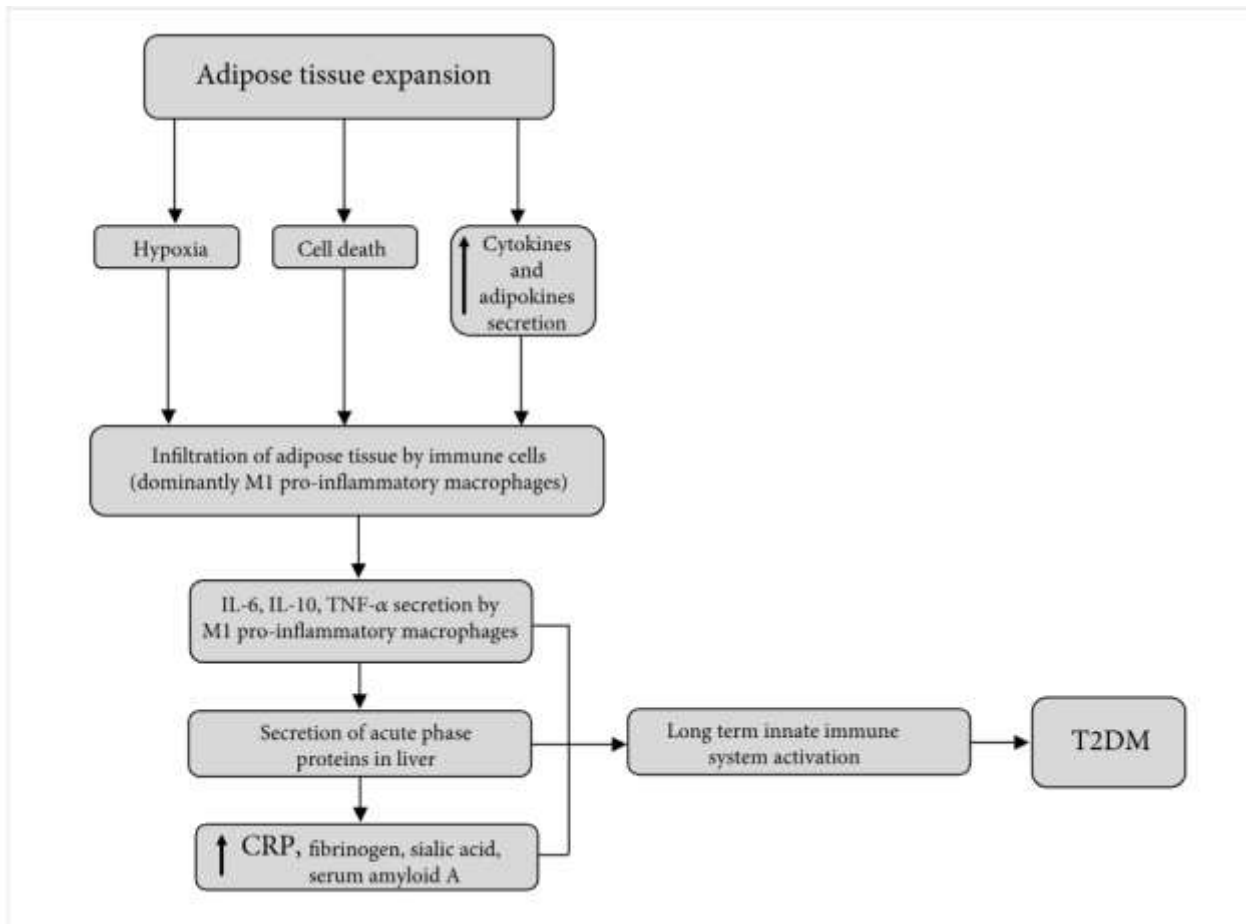 Adipose tissue expansion
Hypoxia
Cell death
Cytokines
and
adipokines
secretion
Infiltration of adipose tissue by immune cells
(dominantly M1 pro-inflammatory macrophages)
IL-6, IL-10, TNF-α secretion by
M1 pro-inflammatory macrophages
Secretion of acute phase
proteins in liver
Long term innate immune
system activation
T2DM
CRP, fibrinogen, sialic acid,
serum amyloid A